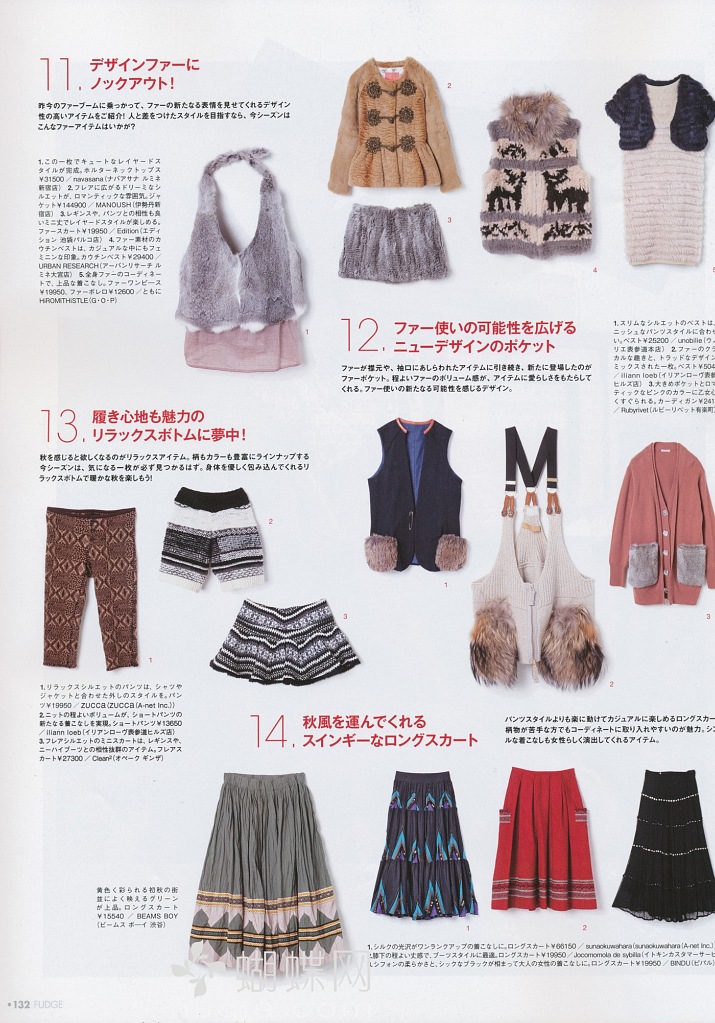 11. デザインファーに
ノックアウト!
昨今のファーブームに乗っかって、ファーの新たなる表情を見せてくれるデザイン
性の高いアイテムをご紹介! 人と差をつけたスタイルを目指すなら、今シーズンは
こんなファーアイテムはいかが?
1.この一枚でキュートなレイヤードス
タイルが完成。ホルターネックトップス
¥31500/navasana(ナバアサナ ルミネ
新宿店) 2.フレアに広がるドリーミなシ
ルエットが、ロマンティックな雰囲気。ジャ
ケット¥144900/MANOUSH(伊勢丹新
宿店) 3.レギンスや、パンツとの相性も良
いミニ丈でレイヤードスタイルが楽しめる。
ファースカート¥19950/Edition(エディ
ション 池袋パルコ店) 4.ファー素材のカ
ウチンベストは、カジュアルな中にもフェ
ミニンな印象。カウチンベスト¥29400/
URBAN RESEARCH(アーバンリサーチ ル
ミネ大宮店) 5.全身ファーのコーディネー
トで、上品な着こなし。ファーワンピース
¥19950、ファーボレロ¥12600/ともに
HiROMITHiSTLE(G・O・P)
1
2
3
4
12. ファー使いの可能性を広げる
ニューデザインのポケット
ファーが襟元や、袖口にあしらわれたアイテムに引き続き、新たに登場したのが
ファーポケット。程よいファーのボリューム感が、アイテムに愛らしさをもたらして
くれる。ファー使いの新たなる可能性を感じるデザイン。
1.スリムなシルエットのベストは、
ニッシュなパンツスタイルに合わせ
い。ベスト¥25200/unobilie(ウノ
リエ表参道本店) 2.ファーのクラ
カルな趣きと、トラッドなデザイン
ミックスされた一枚。ベスト¥504
/iliann loeb(イリアンローヴ表参
ヒルズ店) 3.大きめポケットとロマ
ティックなピンクのカラーに乙女心
くすぐられる。カーディガン¥241
/Rubyrivet(ルビーリベット有楽町
1
2
3
13. 履き心地も魅力の
リラックスボトムに夢中!
秋を感じると欲しくなるのがリラックスアイテム。柄もカラーも豊富にラインナップする
今シーズンは、気になる一枚が必ず見つかるはず。身体を優しく包み込んでくれるリ
ラックスボトムで暖かな秋を楽しもう!
1
2
3
1.リラックスシルエットのパンツは、シャツや
ジャケットと合わせた外しのスタイルを。パン
ツ¥19950/zucca(zucca(A-net Inc.))
2.ニットの程よいボリュームが、ショートパンツの
新たなる着こなしを実現。ショートパンツ¥13650
/iliann loeb(イリアンローヴ表参道ヒルズ店)
3.フレアシルエットのミニスカートは、レギンスや、
ニーハイブーツとの相性抜群のアイテム。フレアス
カート¥27300/Clean²(オペーク ギンザ)
14. 秋風を運んでくれる
スインギーなロングスカート
パンツスタイルよりも楽に動けてカジュアルに楽しめるロングスカー
柄物が苦手な方でもコーディネートに取り入れやすいのが魅力。シン
ルな着こなしも女性らしく演出してくれるアイテム。
黄色く彩られる初秋の街
並によく映えるグリーン
が上品。ロングスカート
¥15540/BEAMS BOY
(ビームス ボーイ 渋谷)
1
2
1.シルクの光沢がワンランクアップの着こなしに。ロングスカート¥66150/sunaokuwahara(sunaokuwahara(A-net Inc.)
2.膝下の程よい丈感で、ブーツスタイルに最適。ロングスカート¥19950/Jocomomola de sybilla(イトキンカスタマーサービ
3.シフォンの柔らかさと、シックなブラックが相まって大人の女性の着こなしに。ロングスカート¥19950/BINDU(ビバル)
蝴蝶网
•132 FUDGE